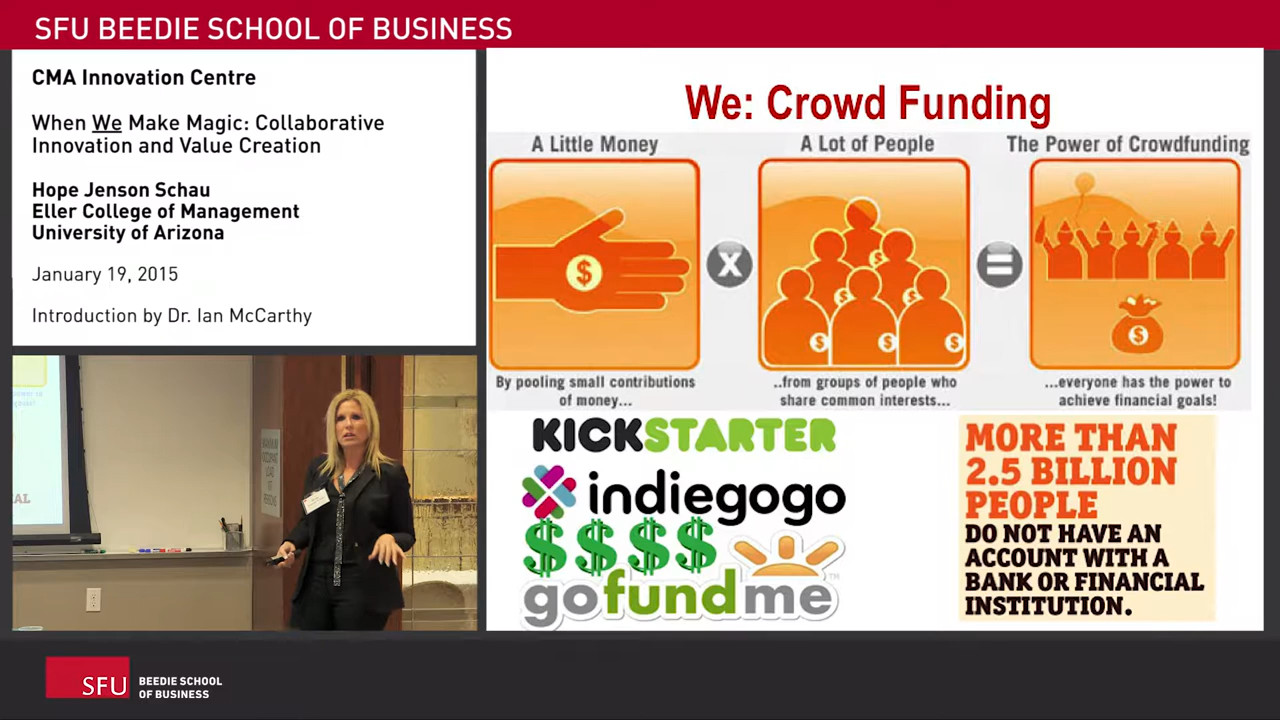 SFU BEEDIE SCHOOL OF BUSINESS
CMA Innovation Centre
When We Make Magic: Collaborative
Innovation and Value Creation
Hope Jenson Schau
Eller College of Management
University of Arizona
January 19, 2015
Introduction by Dr. Ian McCarthy
We: Crowd Funding
A Little Money
A Lot of People
The Power of Crowdfunding
$
X
$
$
$
$
$
$
=
$
By pooling small contributions
of money...
..from groups of people who
share common interests...
...everyone has the power to
achieve financial goals!
KICKSTARTER
indiegogo
$ $ $ $
gofundme
TM
MORE THAN
2.5 BILLION
PEOPLE
DO NOT HAVE AN
ACCOUNT WITH A
BANK OR FINANCIAL
INSTITUTION.
SFU
BEEDIE SCHOOL
OF BUSINESS